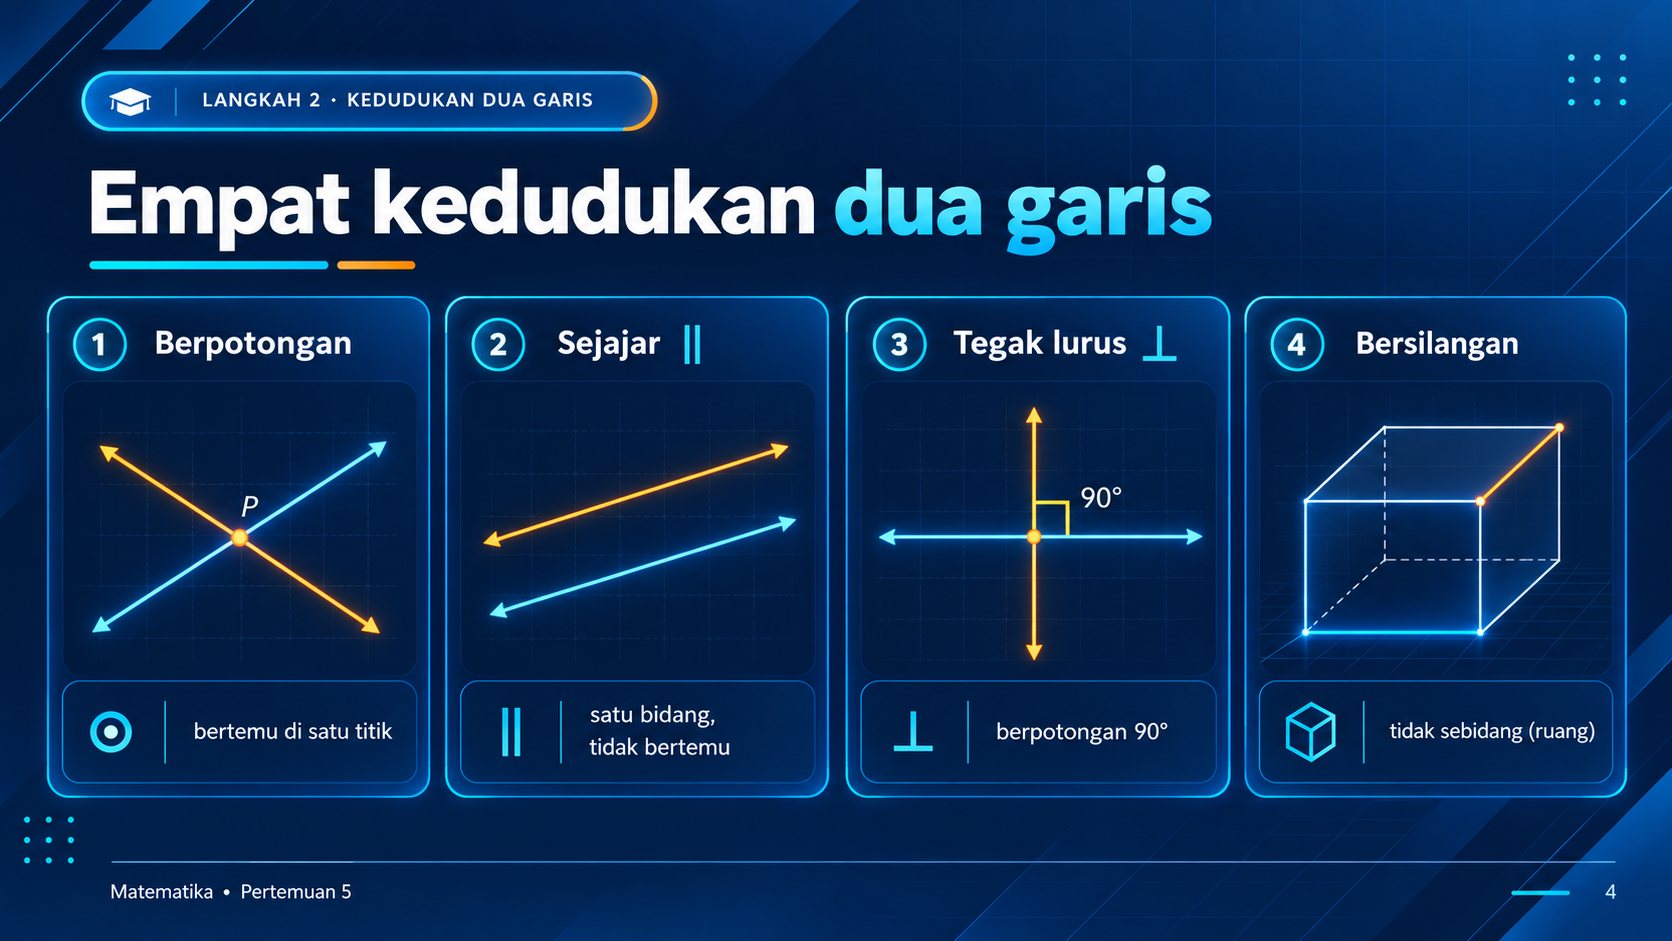 LANGKAH 2 · KEDUDUKAN DUA GARIS
Empat kedudukan dua garis
1 Berpotongan
P
bertemu di satu titik
2 Sejajar
satu bidang,
tidak bertemu
3 Tegak lurus
90°
berpotongan 90°
4 Bersilangan
tidak sebidang (ruang)
Matematika • Pertemuan 5
4